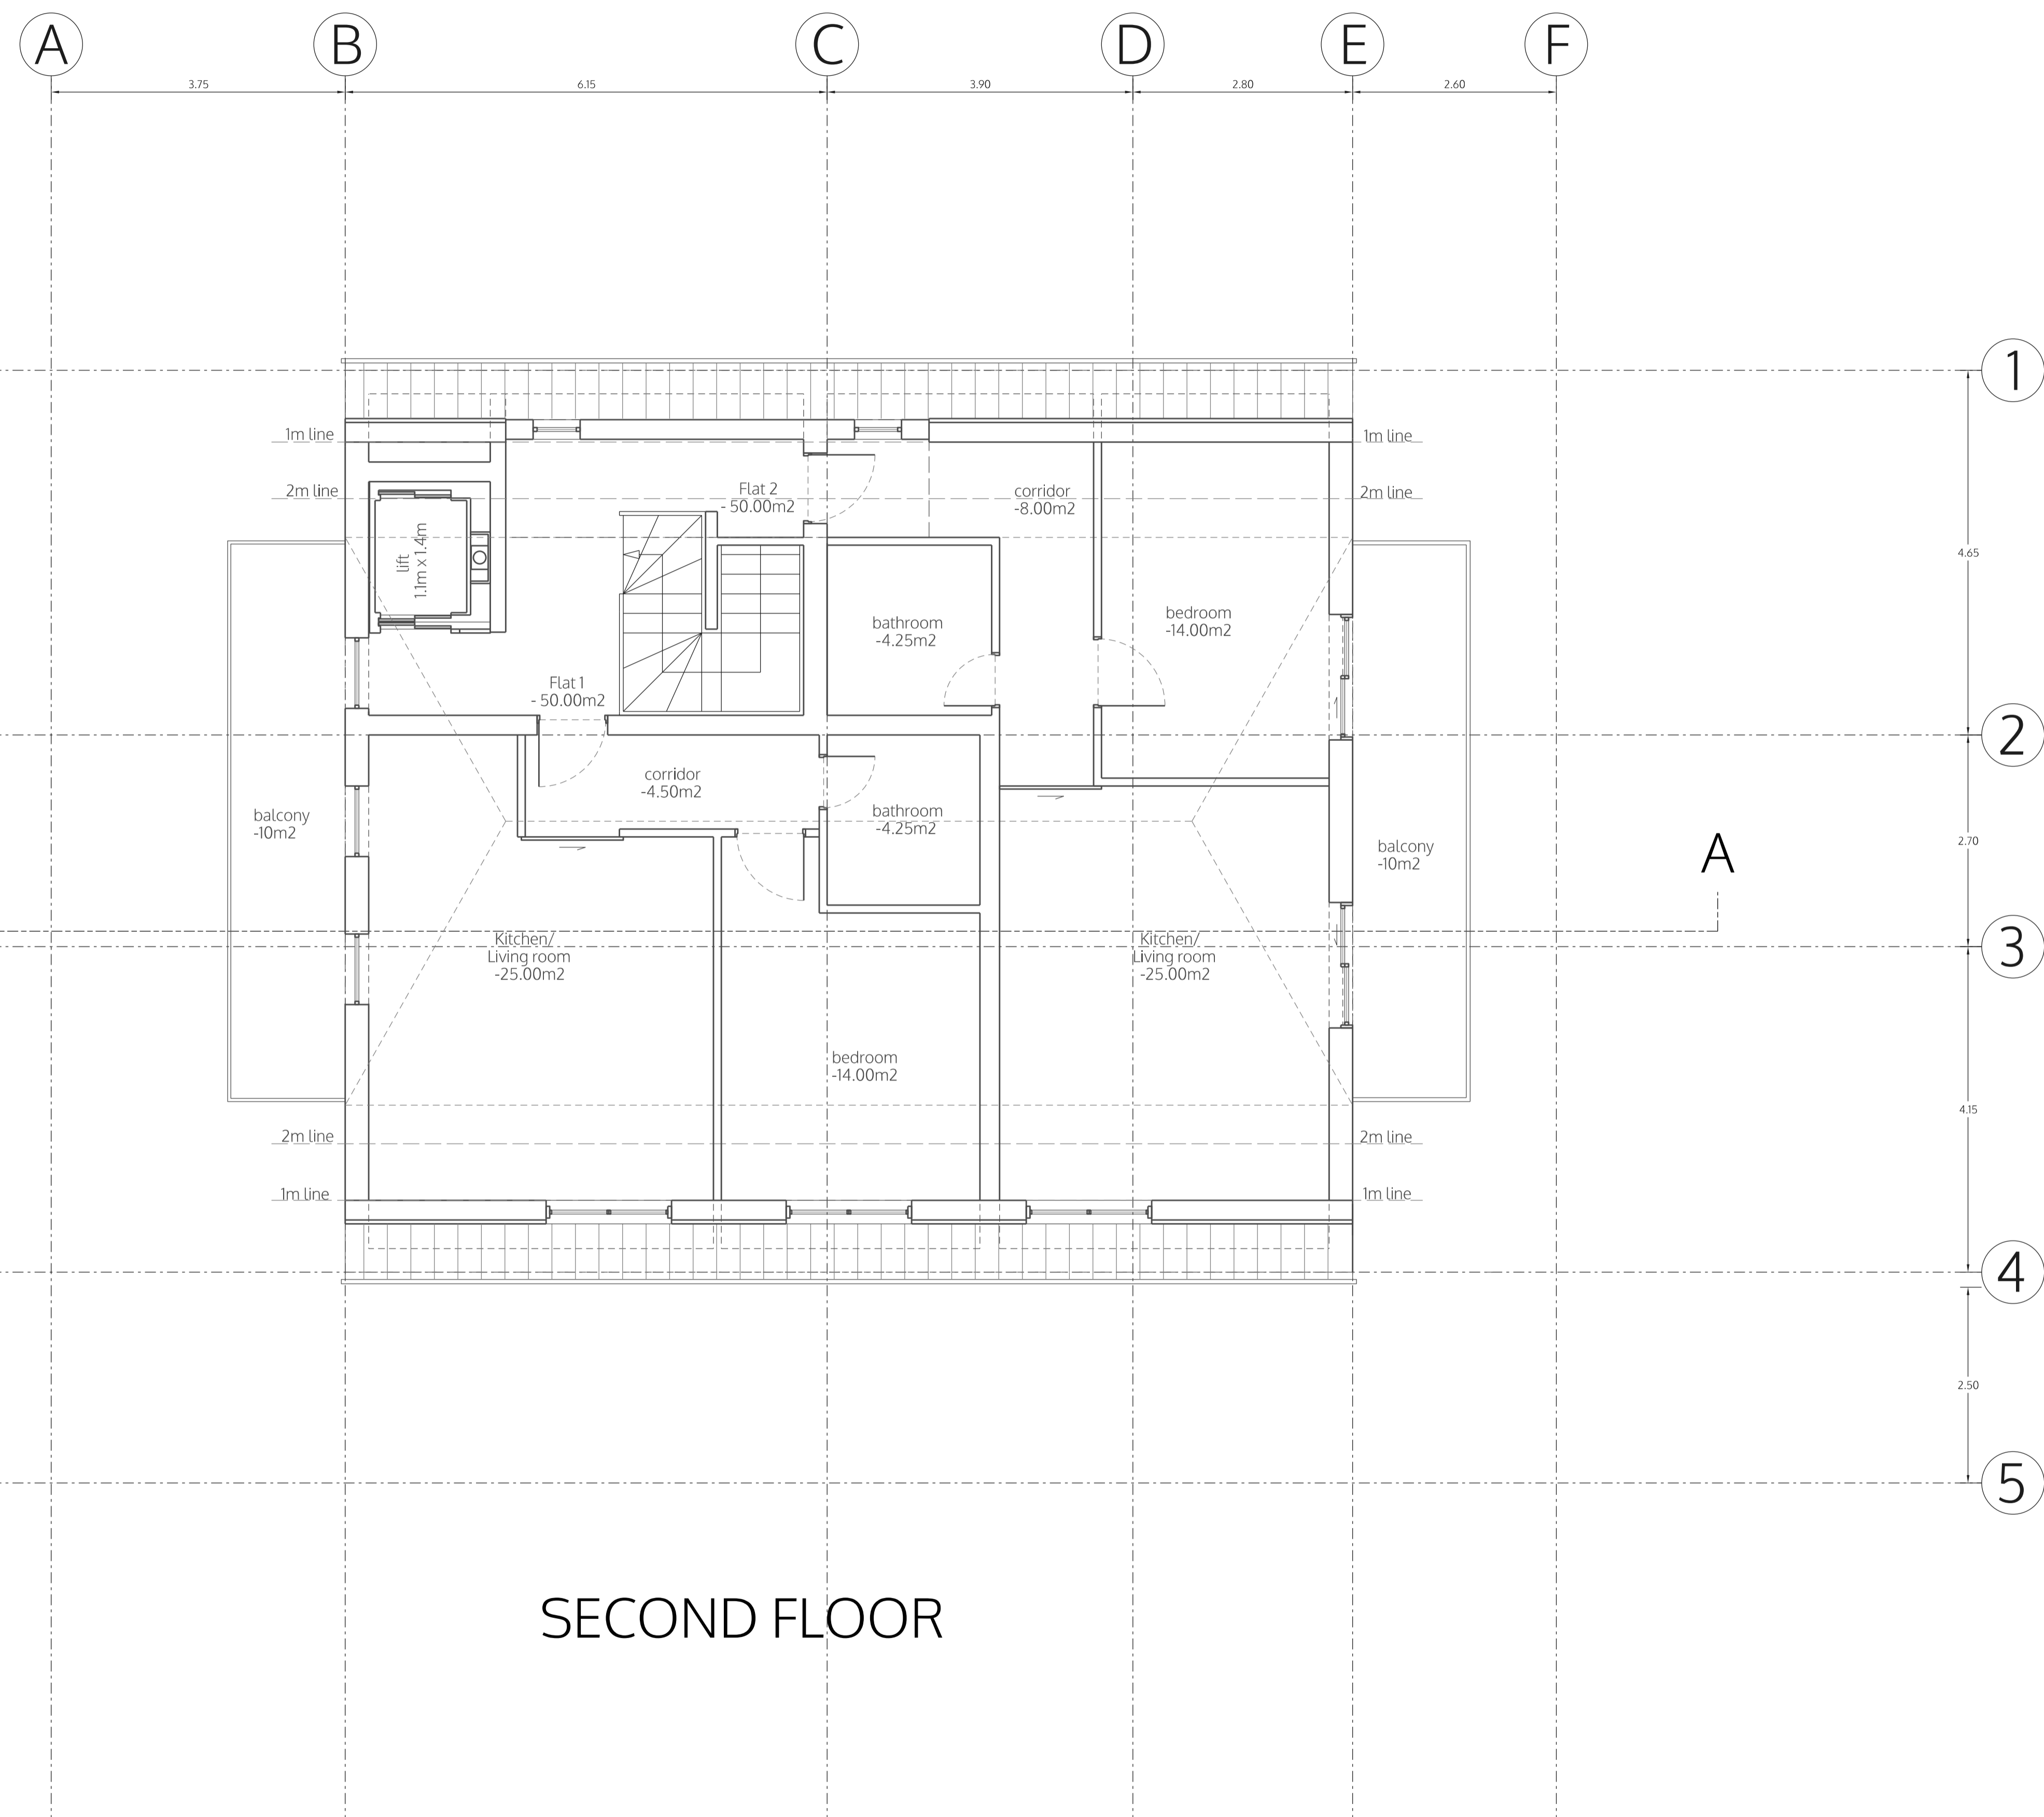 A
B
C
D
E
F
3.75
6.15
3.90
2.80
2.60
1
1m line
1m line
2m line
Flat 2
- 50.00m2
corridor
-8.00m2
2m line
lift
1.1m x 1.4m
4.65
bathroom
-4.25m2
bedroom
-14.00m2
Flat 1
- 50.00m2
2
corridor
-4.50m2
balcony
-10m2
bathroom
-4.25m2
balcony
-10m2
A
2.70
Kitchen/
Living room
-25.00m2
Kitchen/
Living room
-25.00m2
3
bedroom
-14.00m2
4.15
2m line
2m line
1m line
1m line
4
2.50
5
SECOND FLOOR